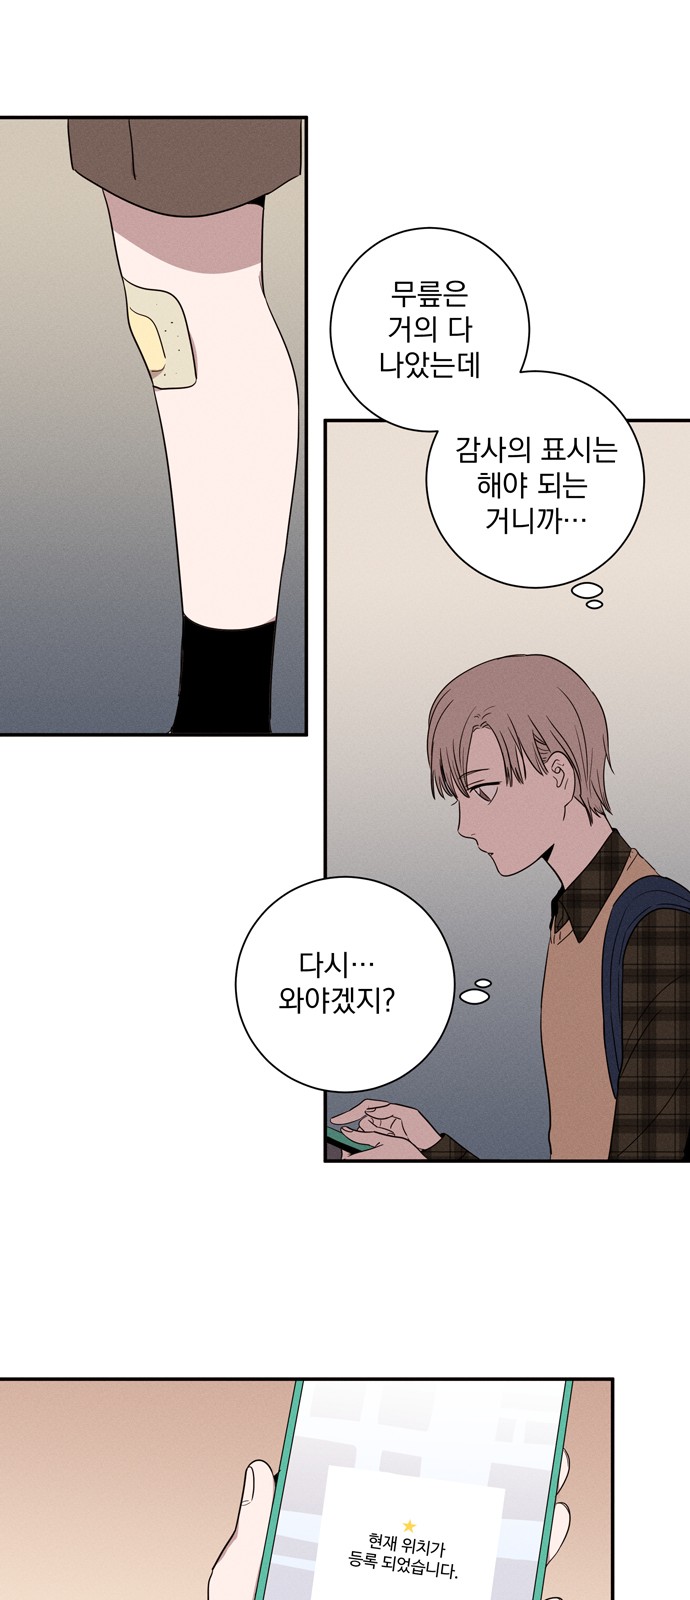 무릎은
거의 다
나았는데
감사의 표시는
해야 되는
거니까…
다시…
와야겠지?
현재 위치가
등록 되었습니다.